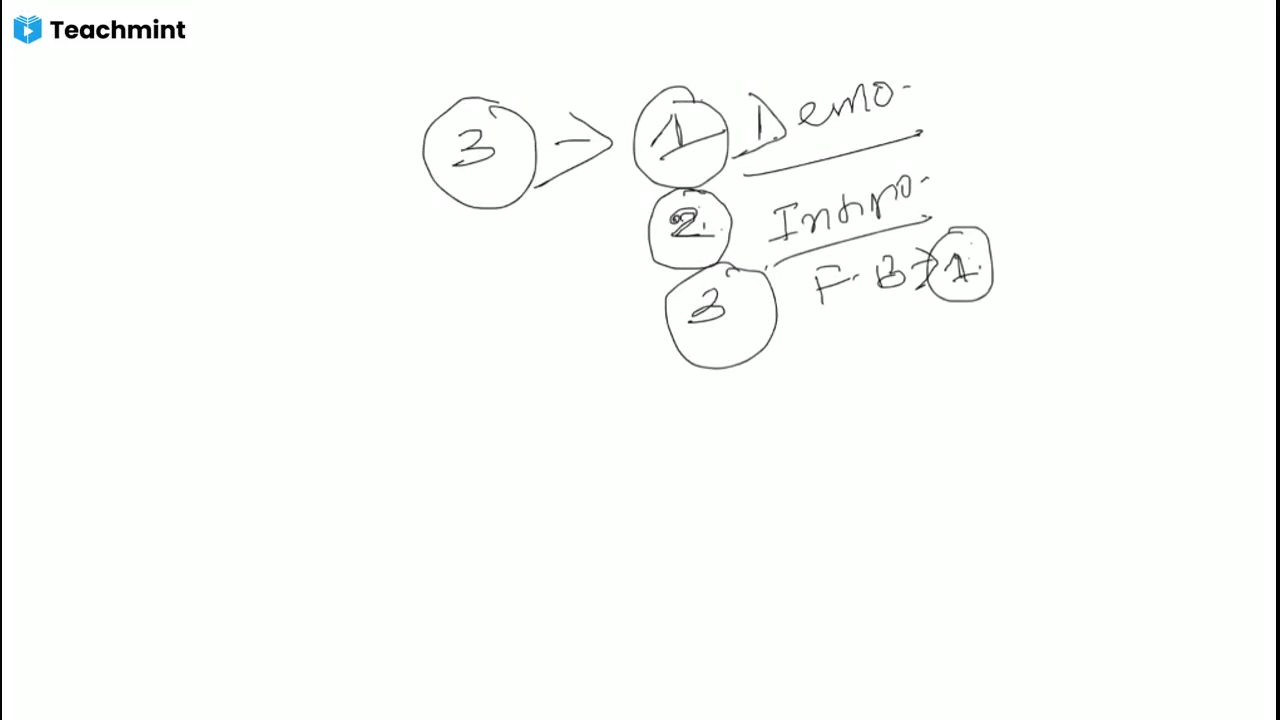 Teachmint
3 → 1 Demo.
2 Intro.
3 F.B → 1